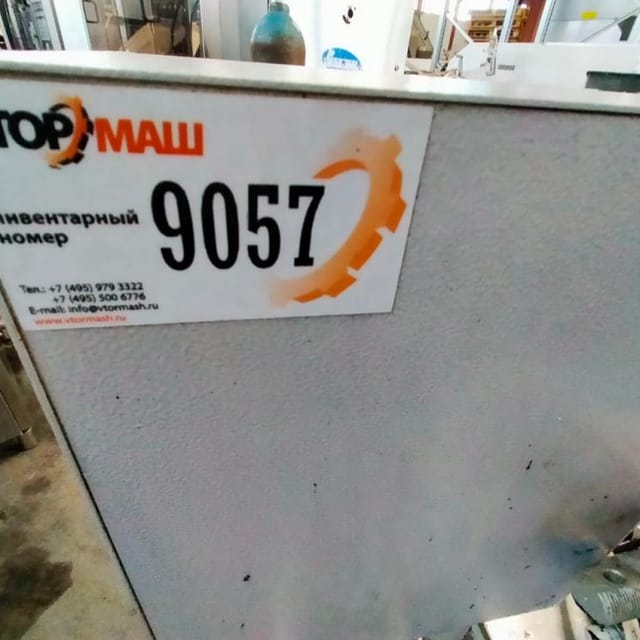 ТОРМАШ
инвентарный
номер
9057
Тел.: +7 (495) 979 3322
+7 (495) 500 6776
E-mail: info@vtormash.ru
www.vtormash.ru